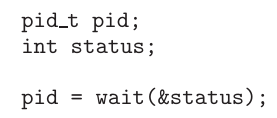 pid_t pid;
int status;
pid = wait(&status);